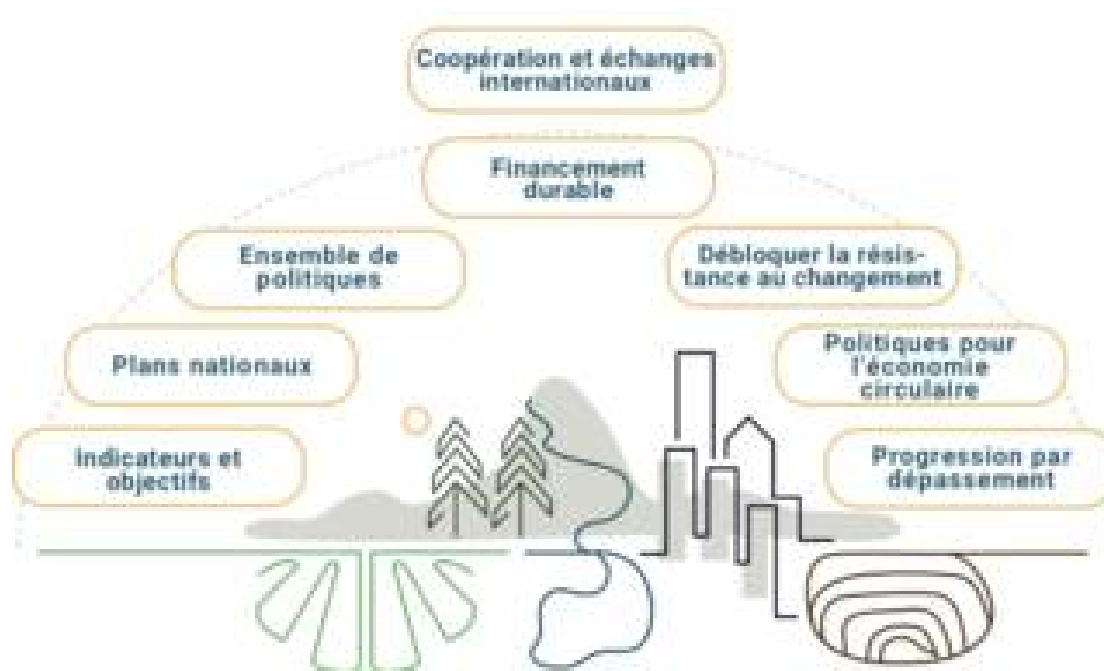 Coopération et échanges
internationaux
Financement
durable
Ensemble de
politiques
Débloquer la résis-
tance au changement
Plans nationaux
Politiques pour
l'économie
circulaire
Indicateurs et
objectifs
Progression par
dépassement